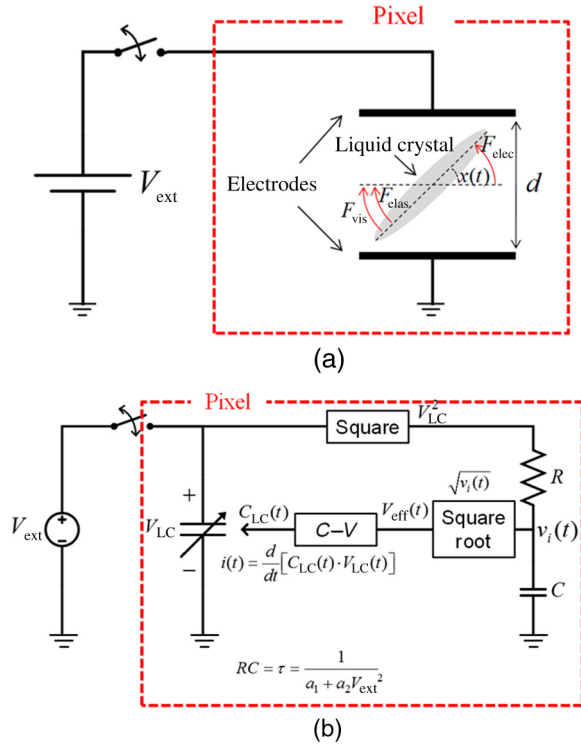 Pixel
Liquid crystal
F_elec
V_ext
Electrodes
x(t)
d
F_vis
F_elas
(a)
Pixel
Square
V_LC^2
R
√v_i(t)
V_ext
+
V_LC
−
C_LC(t)
C–V
V_eff(t)
Square
root
v_i(t)
i(t) = d/dt [C_LC(t)·V_LC(t)]
C
RC = τ = 1/(a_1 + a_2V_ext^2)
(b)